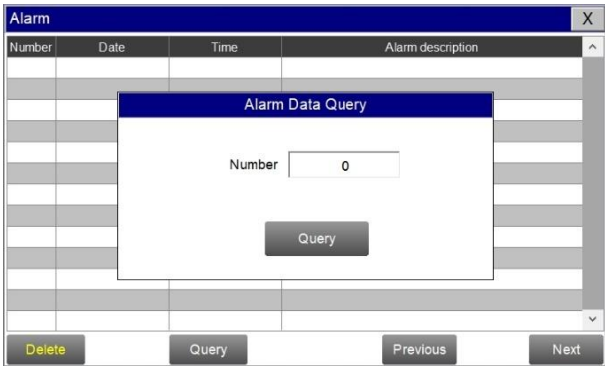 Alarm X
Number Date Time Alarm description
Alarm Data Query
Number 0
Query
Delete Query Previous Next